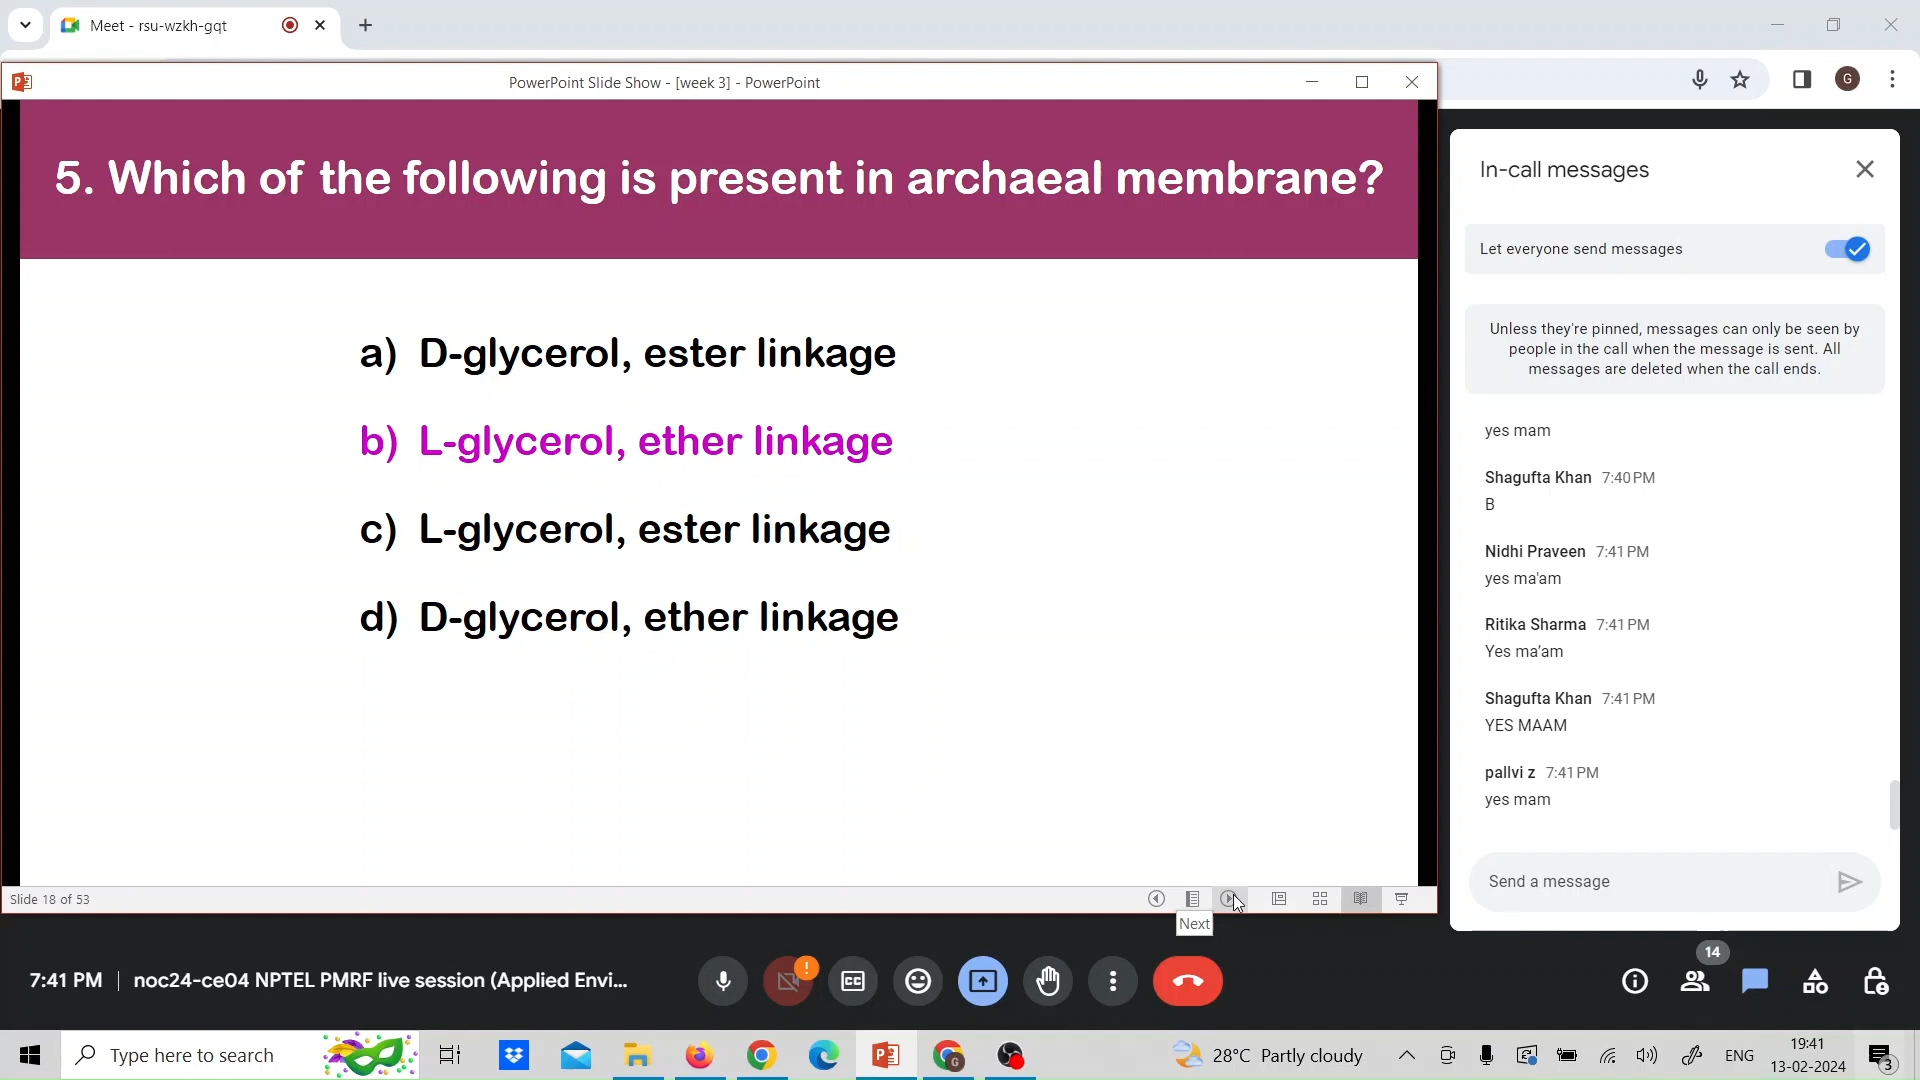 Meet - rsu-wzkh-gqt
PowerPoint Slide Show - [week 3] - PowerPoint
G
5. Which of the following is present in archaeal membrane?
a) D-glycerol, ester linkage
b) L-glycerol, ether linkage
c) L-glycerol, ester linkage
d) D-glycerol, ether linkage
Slide 18 of 53
Next
In-call messages
Let everyone send messages
Unless they're pinned, messages can only be seen by
people in the call when the message is sent. All
messages are deleted when the call ends.
yes mam
Shagufta Khan 7:40 PM
B
Nidhi Praveen 7:41 PM
yes ma'am
Ritika Sharma 7:41 PM
Yes ma’am
Shagufta Khan 7:41 PM
YES MAAM
pallvi z 7:41 PM
yes mam
Send a message
7:41 PM | noc24-ce04 NPTEL PMRF live session (Applied Envi...
14
Type here to search
28°C Partly cloudy
ENG
19:41
13-02-2024
3